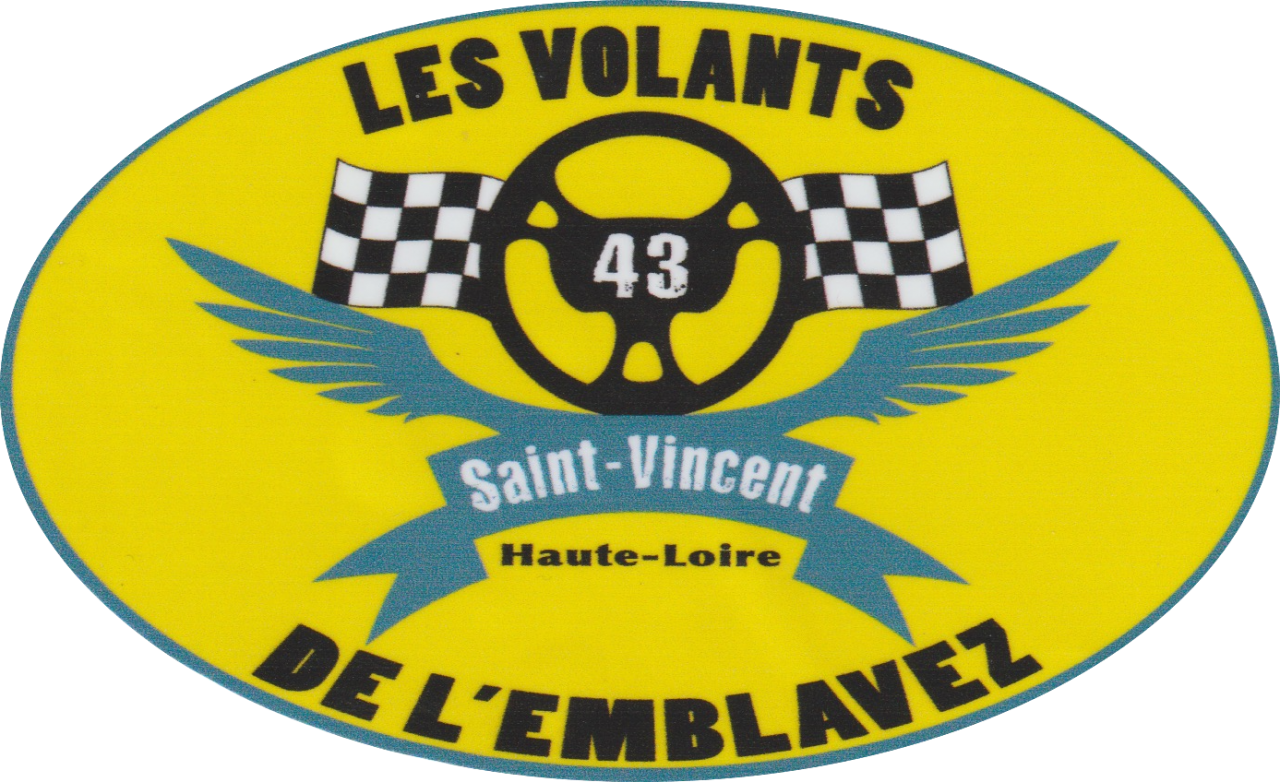 LES VOLANTS
43
Saint-Vincent
Haute-Loire
DE L'EMBLAVEZ